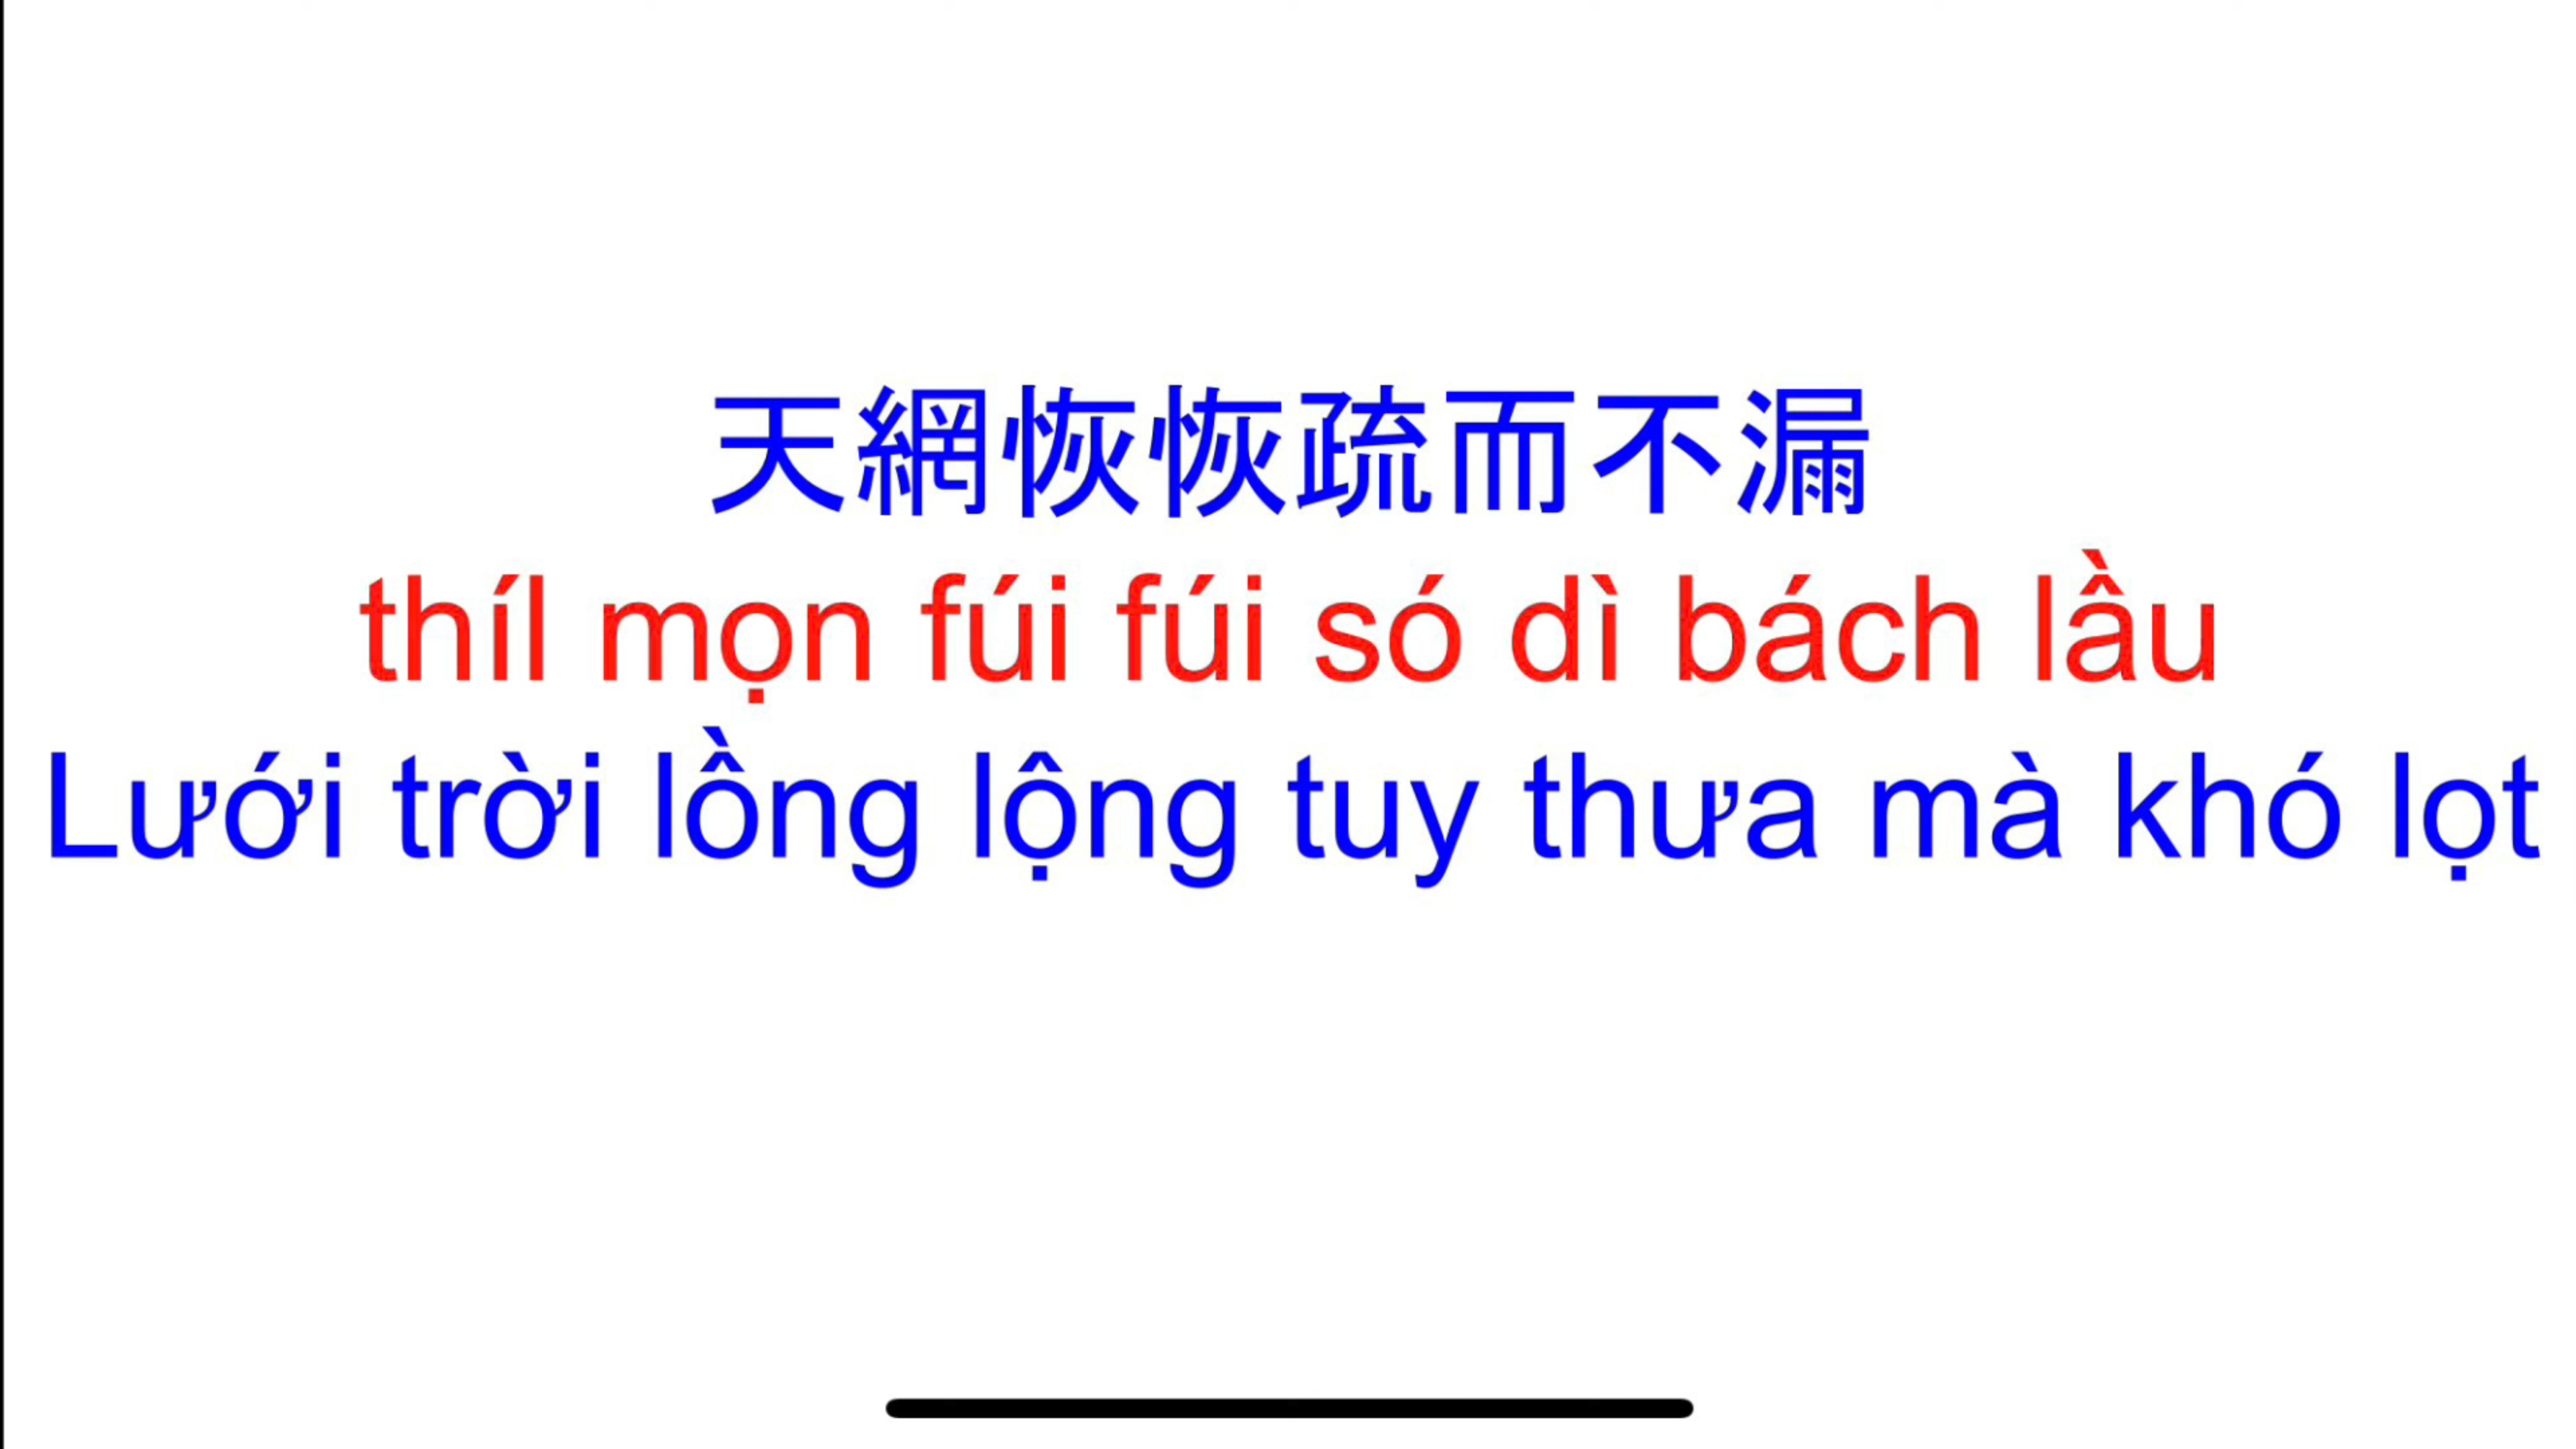 天網恢恢疏而不漏
thíl mọn fúi fúi só dì bách lầu
Lưới trời lồng lộng tuy thưa mà khó lọt